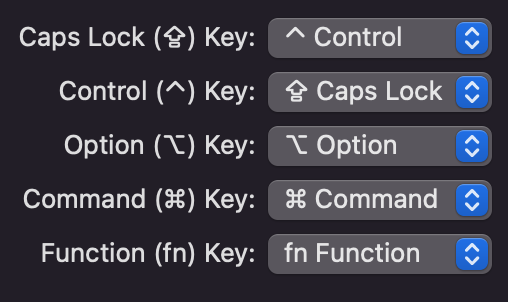 Caps Lock (⇪) Key: ⌃ Control
Control (⌃) Key: ⇪ Caps Lock
Option (⌥) Key: ⌥ Option
Command (⌘) Key: ⌘ Command
Function (fn) Key: fn Function